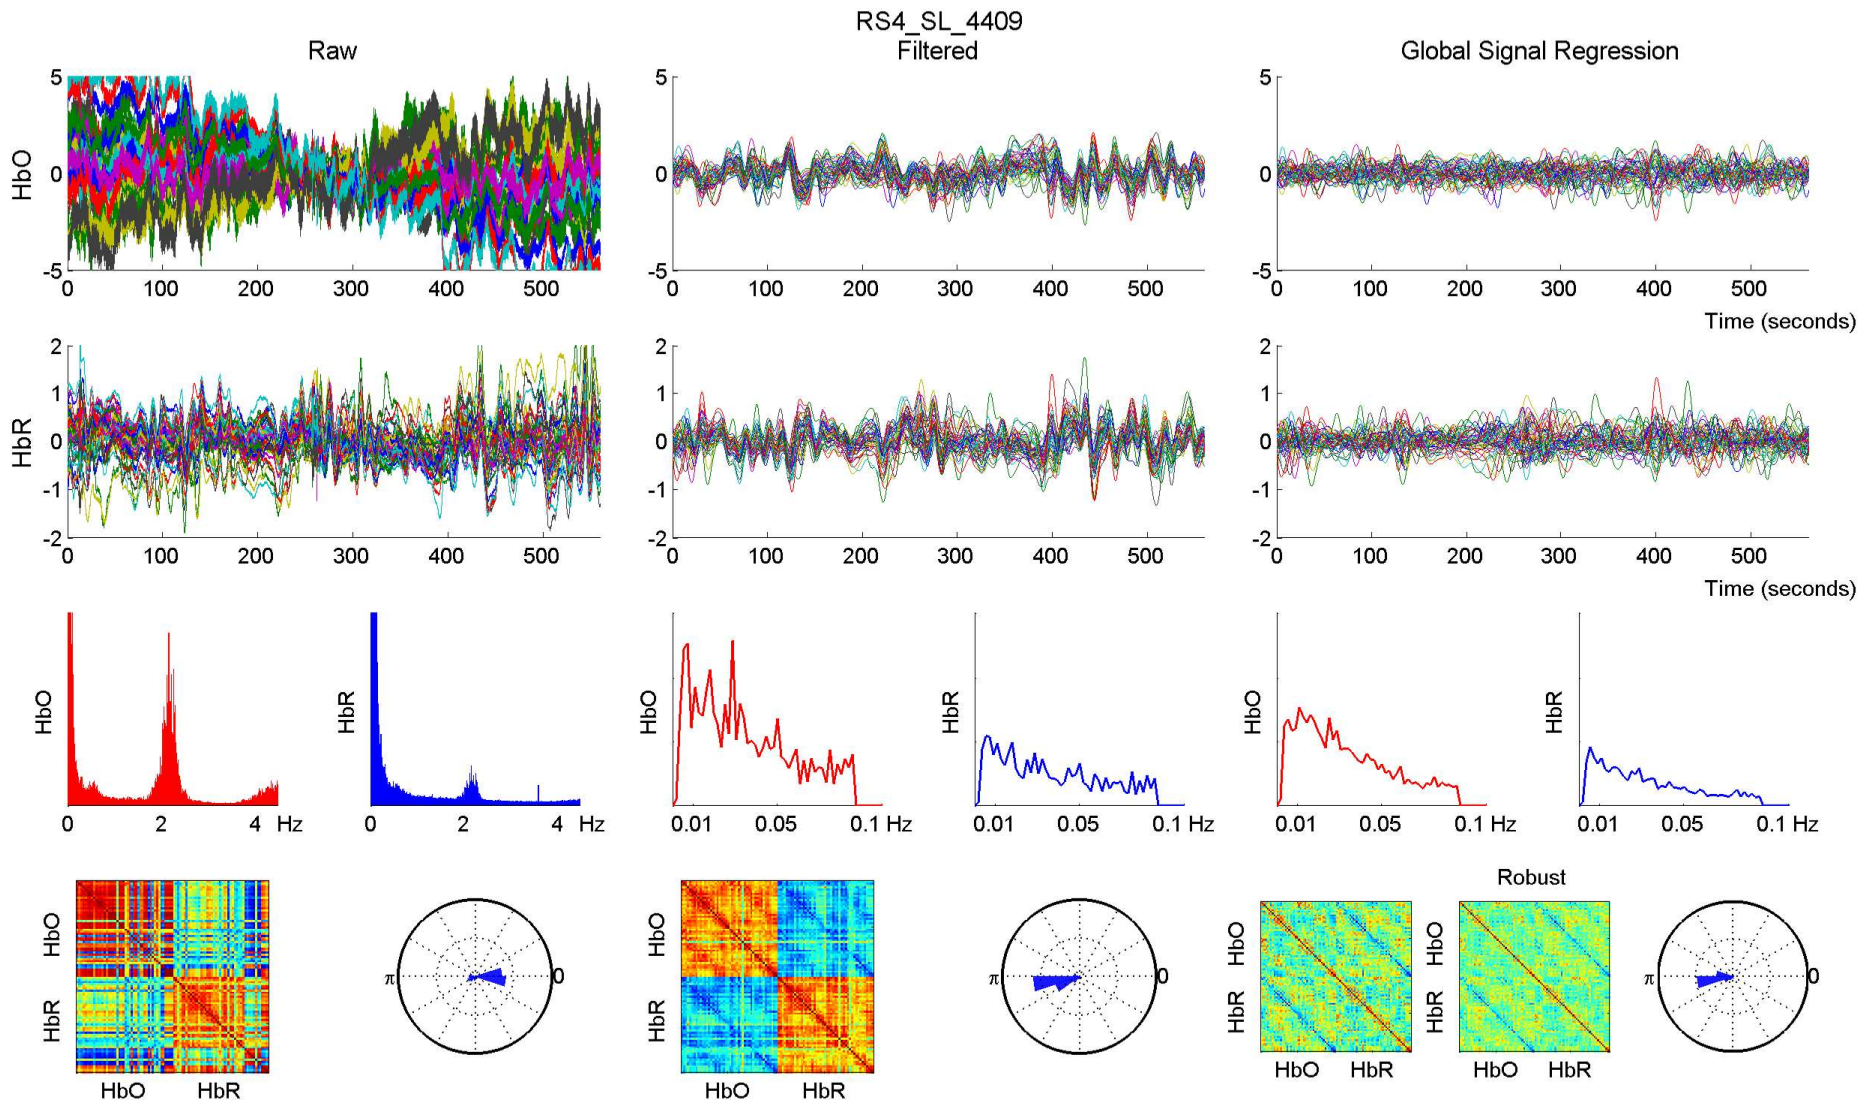 RS4_SL_4409
Raw
Filtered
Global Signal Regression
HbO
5
0
-5
0 100 200 300 400 500
5
0
-5
0 100 200 300 400 500
5
0
-5
0 100 200 300 400 500
Time (seconds)
HbR
2
1
0
-1
-2
0 100 200 300 400 500
2
1
0
-1
-2
0 100 200 300 400 500
2
1
0
-1
-2
0 100 200 300 400 500
Time (seconds)
HbO
0 2 4 Hz
HbR
0 2 4 Hz
HbO
0.01 0.05 0.1 Hz
HbR
0.01 0.05 0.1 Hz
HbO
0.01 0.05 0.1 Hz
HbR
0.01 0.05 0.1 Hz
HbO
HbR
HbO HbR
π 0
HbO
HbR
HbO HbR
π 0
HbO
HbR
HbO HbR
Robust
HbO
HbR
HbO HbR
π 0